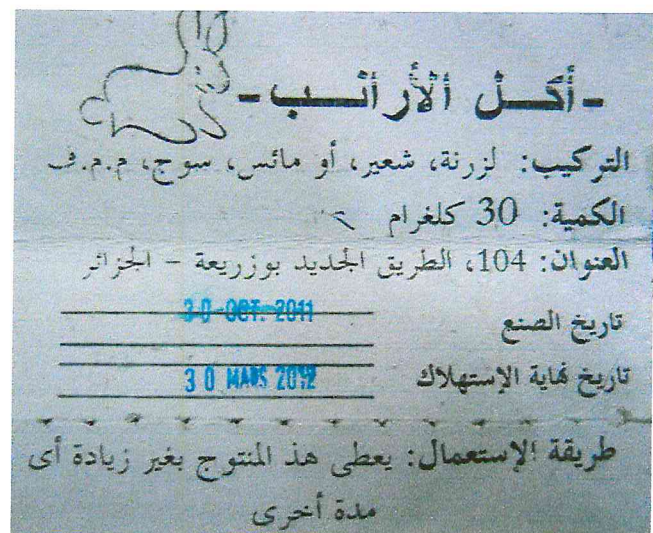 -أكل الأرانب-
التركيب: لزرنة، شعير، أو مائس، سوج، م.م.ف
الكمية: 30 كلغرام
العنوان: 104، الطريق الجديد بوزريعة - الجزائر
تاريخ الصنع 30 OCT. 2011
تاريخ نهاية الإستهلاك 30 MARS 2012
طريقة الإستعمال: يعطى هذ المنتوج بغير زيادة أى
مدة أخرى